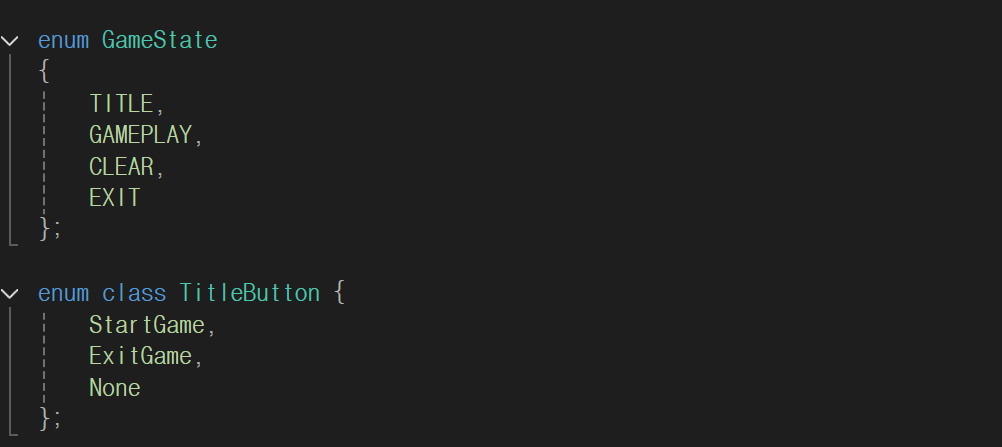 enum GameState
{
TITLE,
GAMEPLAY,
CLEAR,
EXIT
};
enum class TitleButton {
StartGame,
ExitGame,
None
};